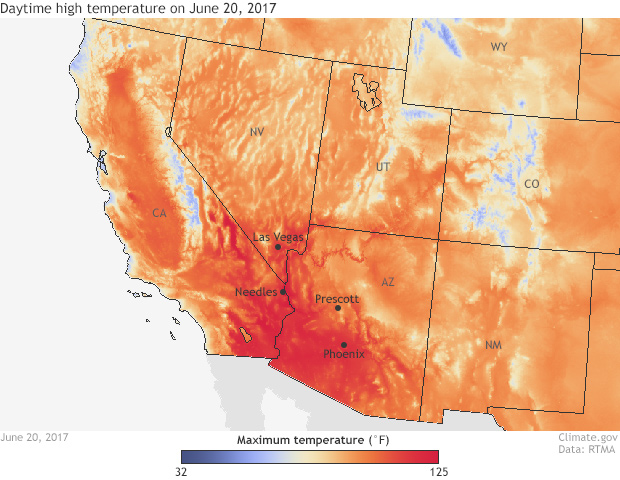 Daytime high temperature on June 20, 2017
WY
NV
UT
CO
CA
Las Vegas
AZ
Needles
Prescott
Phoenix
NM
June 20, 2017
Maximum temperature (°F)
Climate.gov
Data: RTMA
32
125